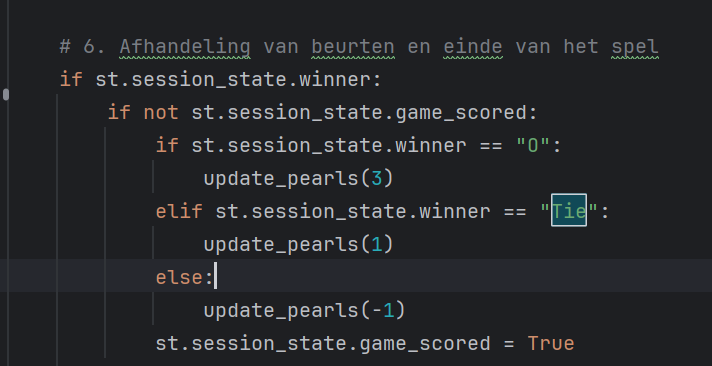 # 6. Afhandeling van beurten en einde van het spel
if st.session_state.winner:
if not st.session_state.game_scored:
if st.session_state.winner == "O":
update_pearls(3)
elif st.session_state.winner == "Tie":
update_pearls(1)
else:
update_pearls(-1)
st.session_state.game_scored = True